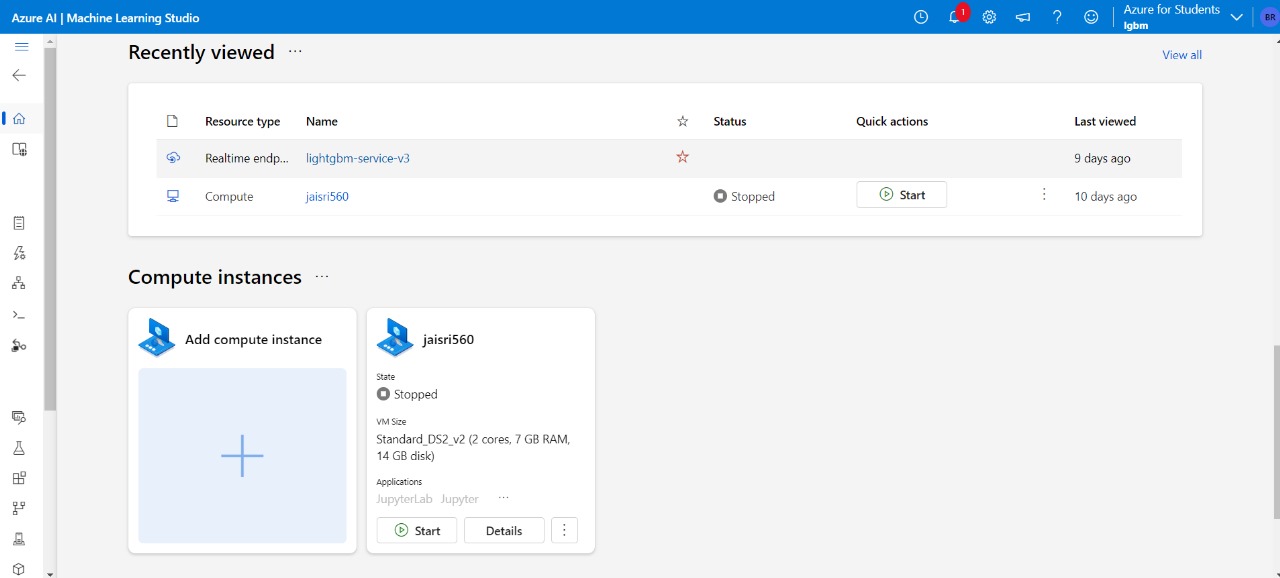 Azure AI | Machine Learning Studio
1
Azure for Students
lgbm
BR
Recently viewed ...
View all
Resource type Name Status Quick actions Last viewed
Realtime endp... lightgbm-service-v3 9 days ago
Compute jaisri560 Stopped Start 10 days ago
Compute instances ...
Add compute instance
jaisri560
State
Stopped
VM Size
Standard_DS2_v2 (2 cores, 7 GB RAM,
14 GB disk)
Applications
JupyterLab Jupyter ...
Start Details